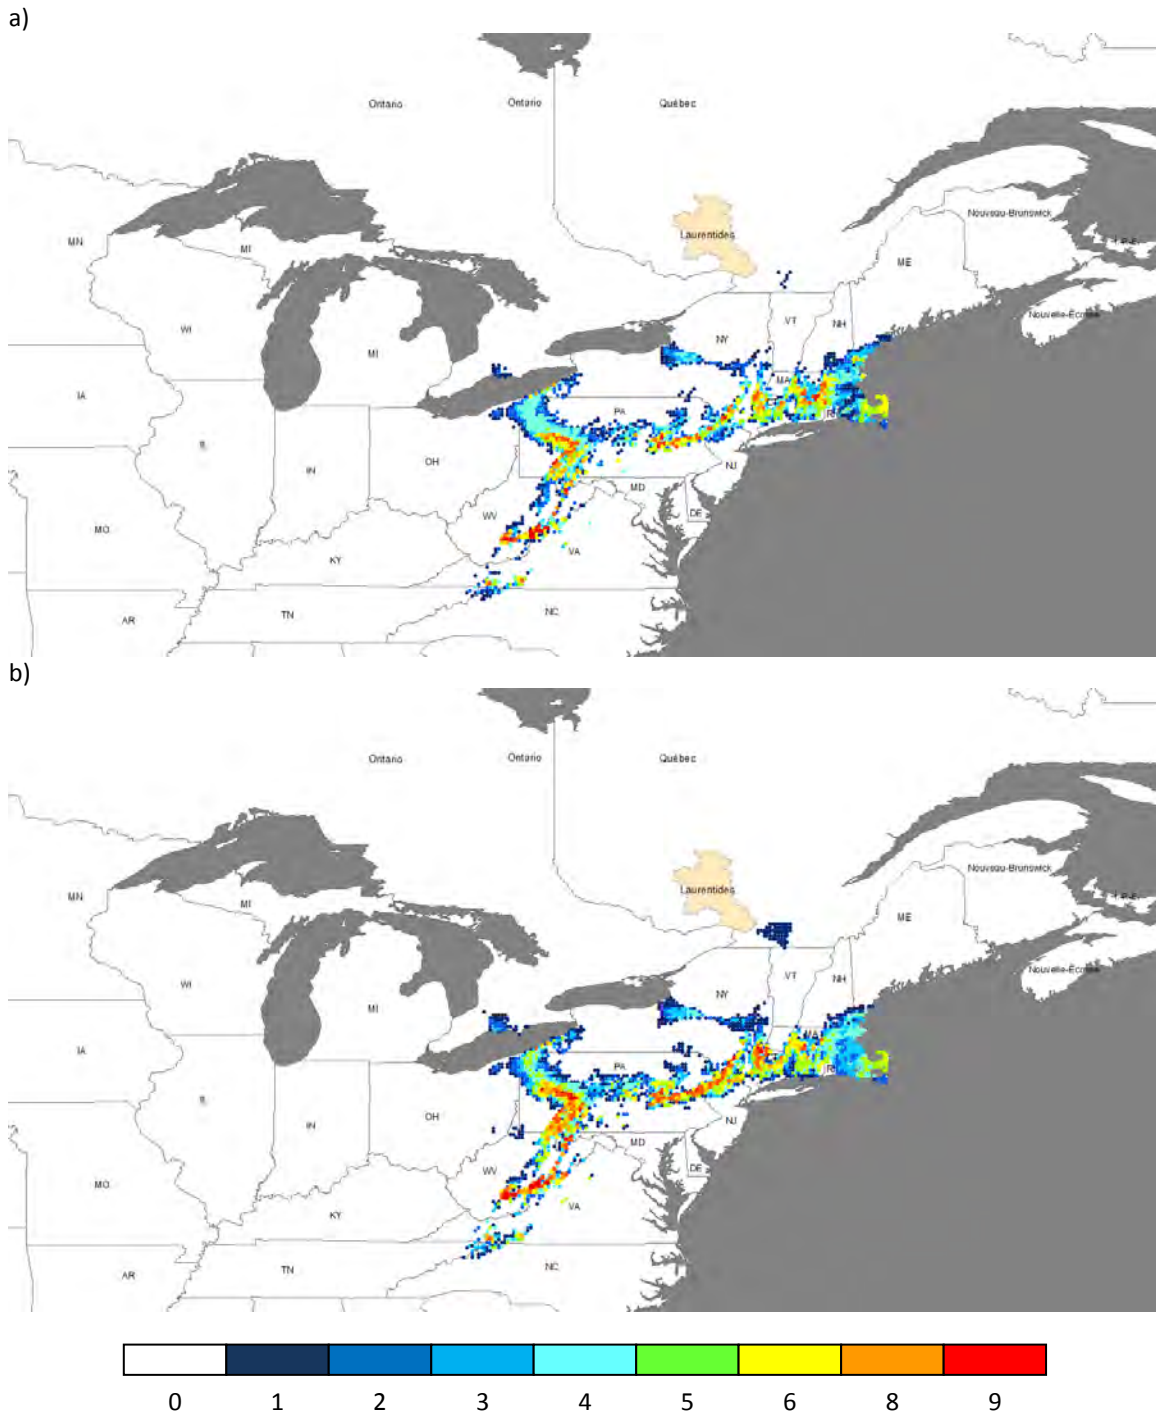 a)
Ontario Ontario Québec
Nouveau-Brunswick
Laurentides
MN MI ME
Nouvelle-Écosse
WI VT NH
NY
MI
IA MA
PA
IL OH NJ
IN MD
DE
MO WV
VA
KY
AR TN NC
b)
Ontario Ontario Québec
Nouveau-Brunswick
Laurentides
MN MI ME
Nouvelle-Écosse
WI VT NH
NY
MI
IA MA
PA
IL OH NJ
IN MD
DE
MO WV
VA
KY
AR TN NC
0 1 2 3 4 5 6 8 9